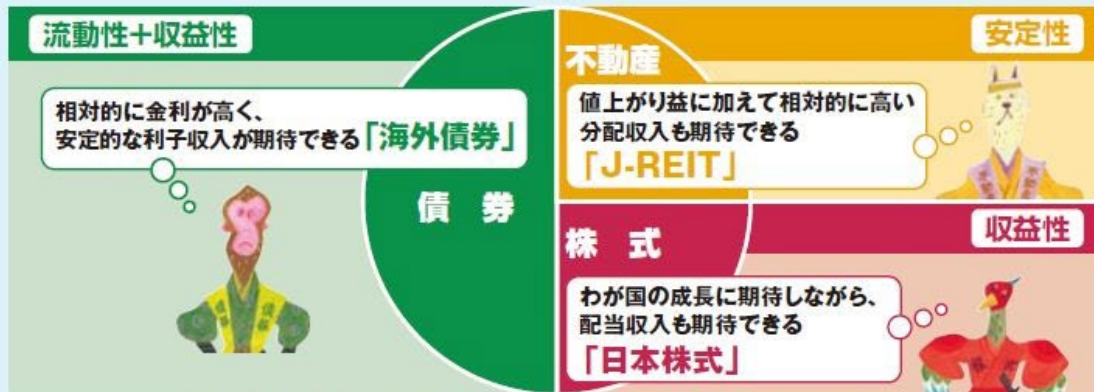 流動性＋収益性
相対的に金利が高く、
安定的な利子収入が期待できる「海外債券」
債券
不動産
安定性
値上がり益に加えて相対的に高い
分配収入も期待できる
「J-REIT」
株式
収益性
わが国の成長に期待しながら、
配当収入も期待できる
「日本株式」